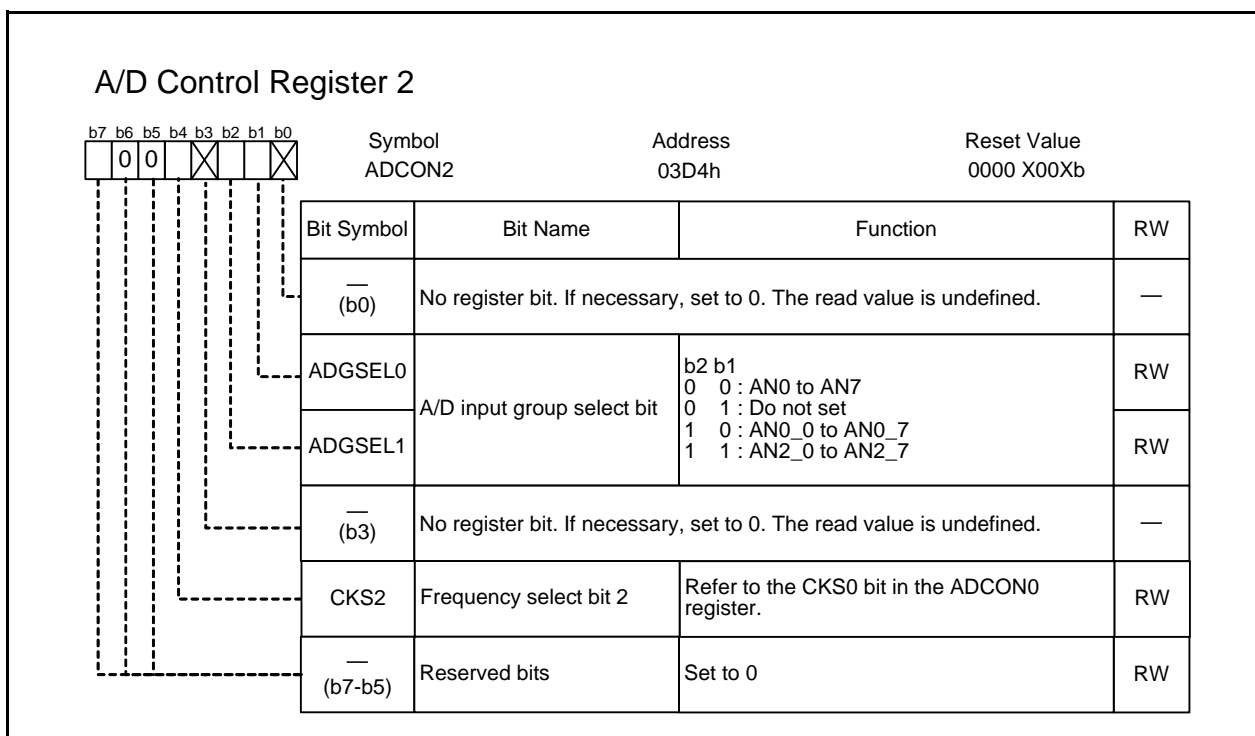 A/D Control Register 2
b7 b6 b5 b4 b3 b2 b1 b0
0 0
Symbol Address Reset Value
ADCON2 03D4h 0000 X00Xb
Bit Symbol Bit Name Function RW
— (b0) No register bit. If necessary, set to 0. The read value is undefined. —
ADGSEL0 RW
A/D input group select bit
b2 b1
0 0 : AN0 to AN7
0 1 : Do not set
1 0 : AN0_0 to AN0_7
1 1 : AN2_0 to AN2_7
ADGSEL1 RW
— (b3) No register bit. If necessary, set to 0. The read value is undefined. —
CKS2 Frequency select bit 2 Refer to the CKS0 bit in the ADCON0
register. RW
— (b7-b5) Reserved bits Set to 0 RW